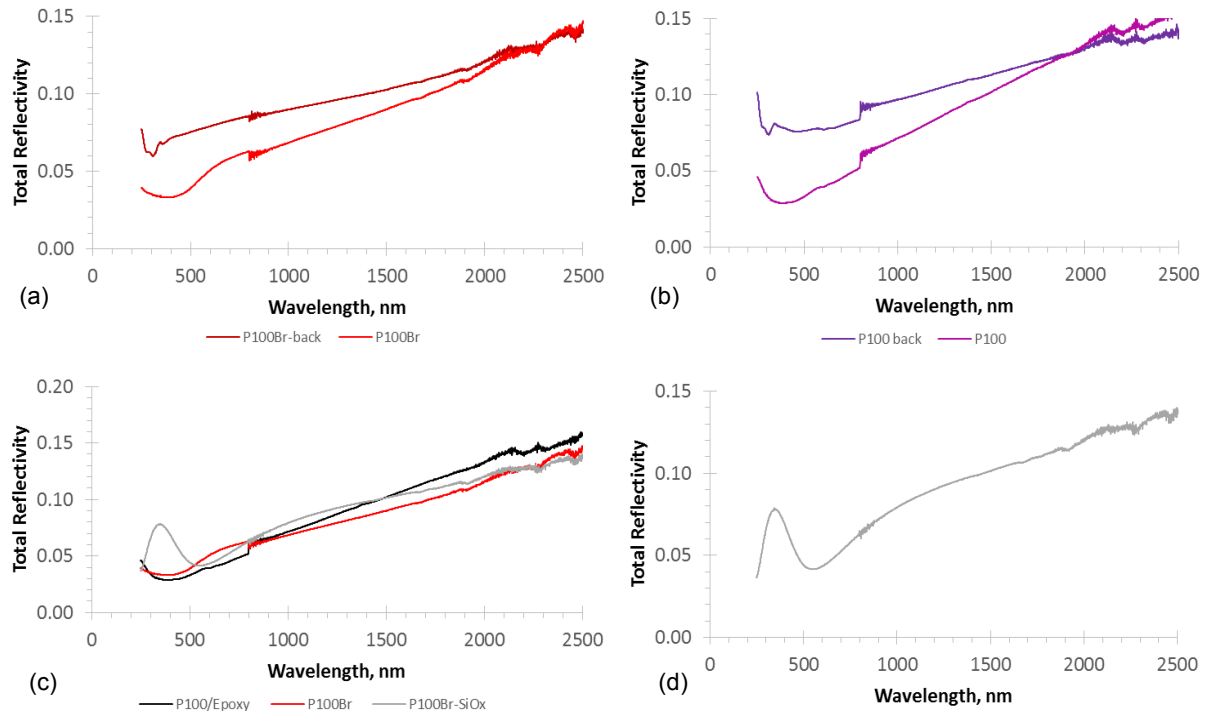 0.15
0.10
0.05
0.00
Total Reflectivity
0 500 1000 1500 2000 2500
Wavelength, nm
(a)
P100Br-back P100Br
0.15
0.10
0.05
0.00
Total Reflectivity
0 500 1000 1500 2000 2500
Wavelength, nm
(b)
P100 back P100
0.20
0.15
0.10
0.05
0.00
Total Reflectivity
0 500 1000 1500 2000 2500
Wavelength, nm
(c)
P100/Epoxy P100Br P100Br-SiOx
0.15
0.10
0.05
0.00
Total Reflectivity
0 500 1000 1500 2000 2500
Wavelength, nm
(d)